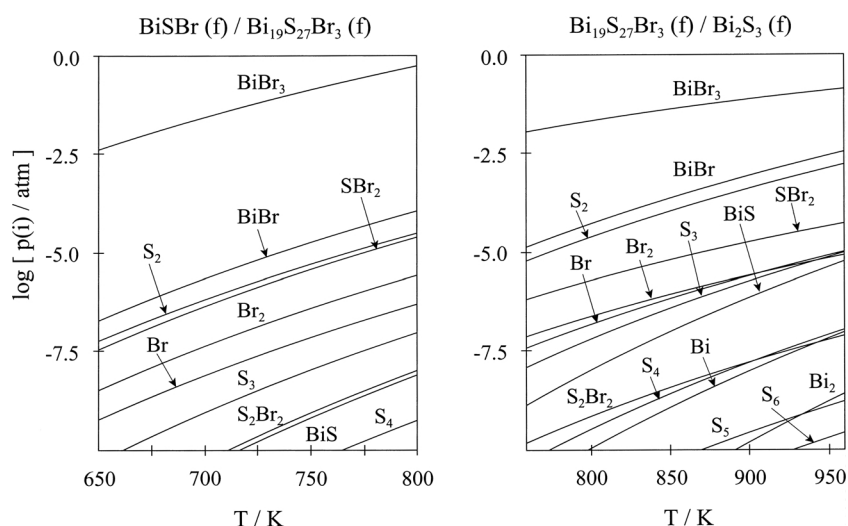 BiSBr (f) / Bi₁₉S₂₇Br₃ (f)
0.0
-2.5
-5.0
-7.5
log [ p(i) / atm ]
BiBr₃
SBr₂
BiBr
S₂
Br₂
Br
S₃
S₂Br₂
BiS
S₄
650
700
750
800
T / K
Bi₁₉S₂₇Br₃ (f) / Bi₂S₃ (f)
0.0
-2.5
-5.0
-7.5
BiBr₃
BiBr
S₂
SBr₂
BiS
S₃
Br₂
Br
Bi
S₄
S₂Br₂
Bi₂
S₆
S₅
800
850
900
950
T / K